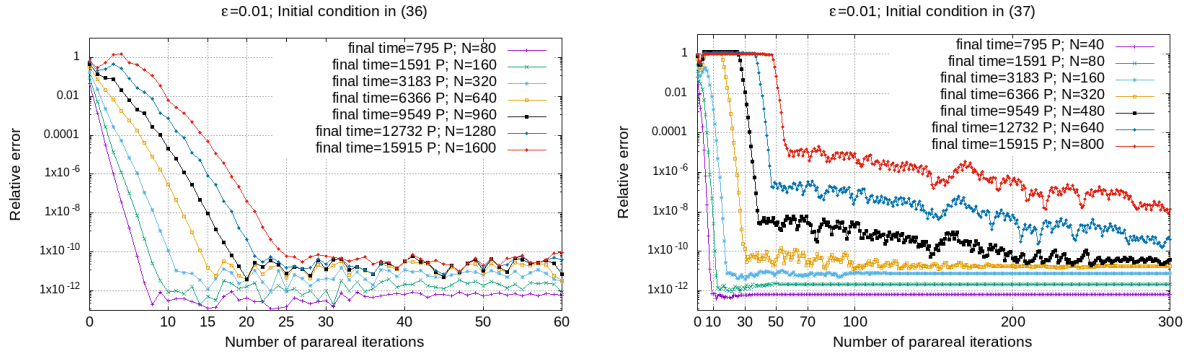 ε=0.01; Initial condition in (36)
Relative error
1
0.01
0.0001
1x10⁻⁶
1x10⁻⁸
1x10⁻¹⁰
1x10⁻¹²
final time=795 P; N=80
final time=1591 P; N=160
final time=3183 P; N=320
final time=6366 P; N=640
final time=9549 P; N=960
final time=12732 P; N=1280
final time=15915 P; N=1600
0 10 15 20 25 30 40 50 60
Number of parareal iterations
ε=0.01; Initial condition in (37)
Relative error
1
0.01
0.0001
1x10⁻⁶
1x10⁻⁸
1x10⁻¹⁰
1x10⁻¹²
final time=795 P; N=40
final time=1591 P; N=80
final time=3183 P; N=160
final time=6366 P; N=320
final time=9549 P; N=480
final time=12732 P; N=640
final time=15915 P; N=800
0 10 30 50 70 100 200 300
Number of parareal iterations